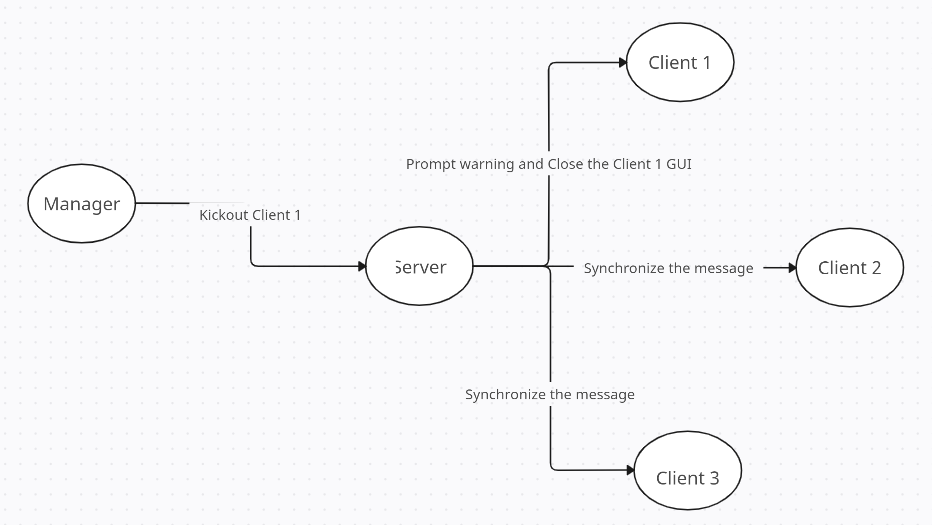 Client 1
Prompt warning and Close the Client 1 GUI
Manager
Kickout Client 1
Server
Synchronize the message
Client 2
Synchronize the message
Client 3